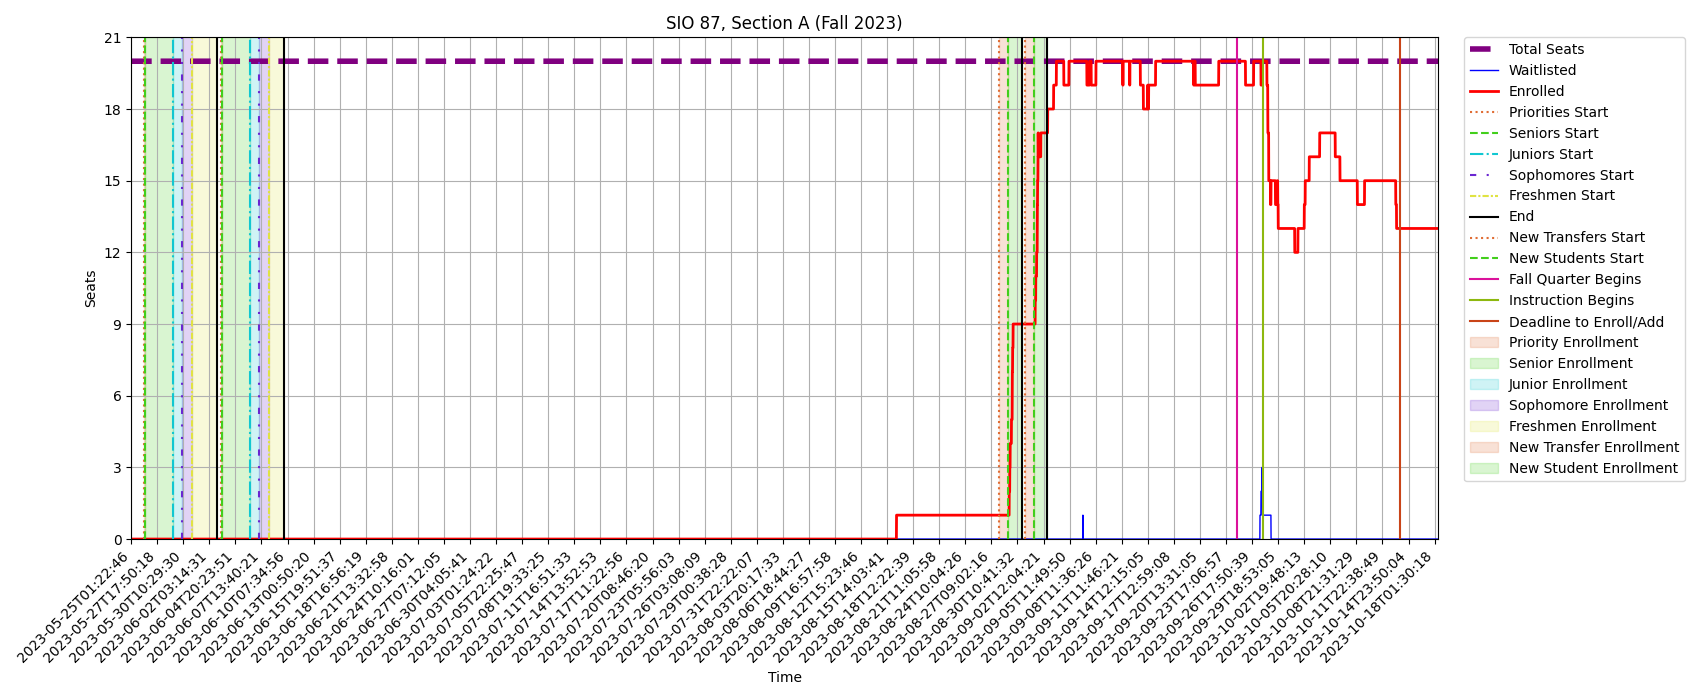 SIO 87, Section A (Fall 2023)
21
18
15
12
9
6
3
0
Seats
2023-05-25T01:22:46
2023-05-27T17:50:18
2023-05-30T10:29:30
2023-06-02T03:14:31
2023-06-04T20:23:51
2023-06-07T13:40:21
2023-06-10T07:34:56
2023-06-13T00:50:20
2023-06-15T19:51:37
2023-06-18T16:56:19
2023-06-21T13:32:58
2023-06-24T10:16:01
2023-06-27T07:12:05
2023-06-30T04:05:41
2023-07-03T01:24:22
2023-07-05T22:25:47
2023-07-08T19:33:25
2023-07-11T16:51:33
2023-07-14T13:52:53
2023-07-17T11:22:56
2023-07-20T08:46:20
2023-07-23T05:56:03
2023-07-26T03:08:09
2023-07-29T00:38:28
2023-07-31T22:22:07
2023-08-03T20:17:33
2023-08-06T18:44:27
2023-08-09T16:57:58
2023-08-12T15:23:46
2023-08-15T14:03:41
2023-08-18T12:22:39
2023-08-21T11:05:58
2023-08-24T10:04:26
2023-08-27T09:02:16
2023-08-30T10:41:32
2023-09-02T12:04:21
2023-09-05T11:49:50
2023-09-08T11:36:26
2023-09-11T11:46:21
2023-09-14T12:15:05
2023-09-17T12:59:08
2023-09-20T13:31:05
2023-09-23T17:06:57
2023-09-26T17:50:39
2023-09-29T18:53:05
2023-10-02T19:48:13
2023-10-05T20:28:10
2023-10-08T21:31:29
2023-10-11T22:38:49
2023-10-14T23:50:04
2023-10-18T01:30:18
Time
Total Seats
Waitlisted
Enrolled
Priorities Start
Seniors Start
Juniors Start
Sophomores Start
Freshmen Start
End
New Transfers Start
New Students Start
Fall Quarter Begins
Instruction Begins
Deadline to Enroll/Add
Priority Enrollment
Senior Enrollment
Junior Enrollment
Sophomore Enrollment
Freshmen Enrollment
New Transfer Enrollment
New Student Enrollment